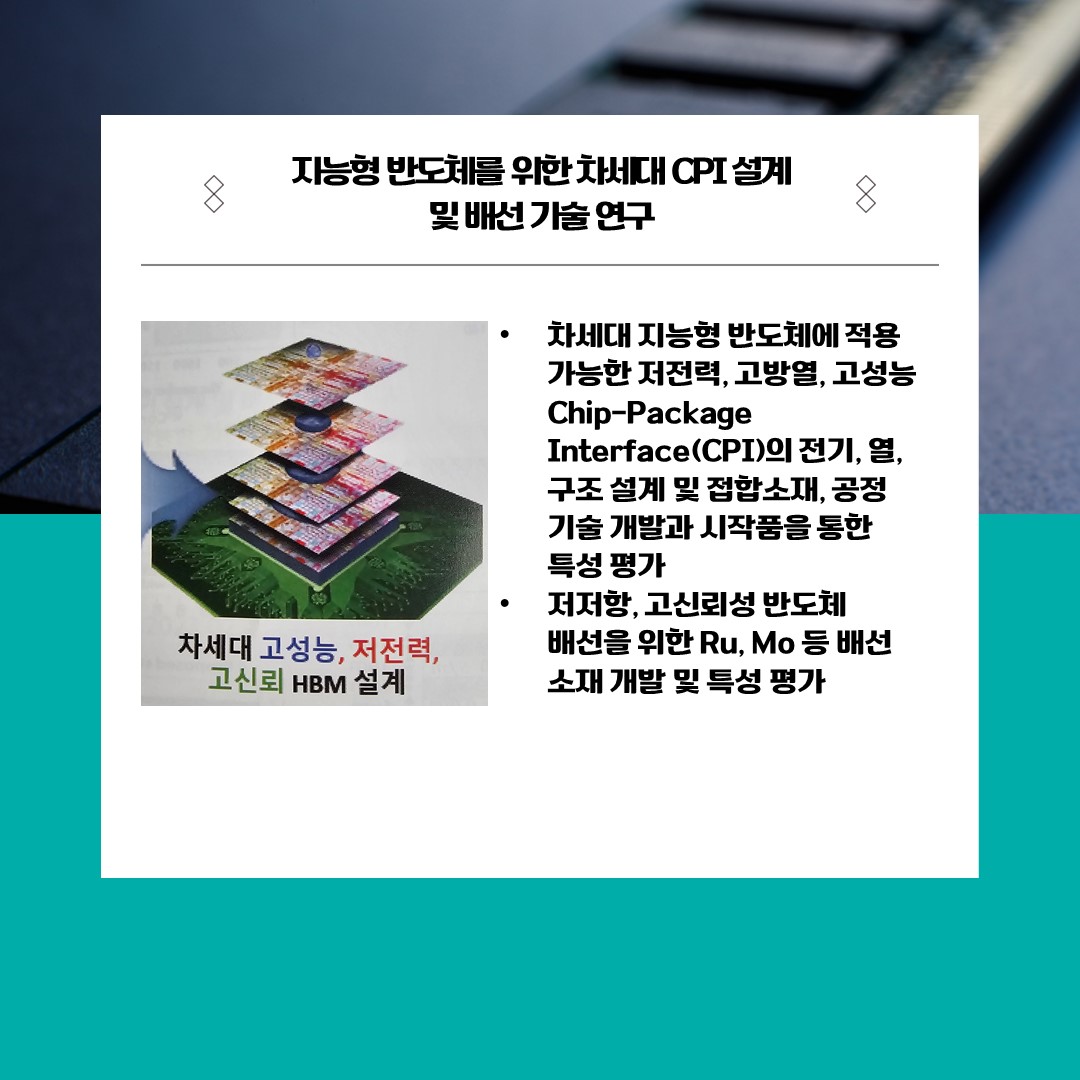 지능형 반도체를 위한 차세대 CPI 설계
및 배선 기술 연구
차세대 고성능, 저전력,
고신뢰 HBM 설계
• 차세대 지능형 반도체에 적용
가능한 저전력, 고방열, 고성능
Chip-Package
Interface(CPI)의 전기, 열,
구조 설계 및 접합소재, 공정
기술 개발과 시작품을 통한
특성 평가
• 저저항, 고신뢰성 반도체
배선을 위한 Ru, Mo 등 배선
소재 개발 및 특성 평가